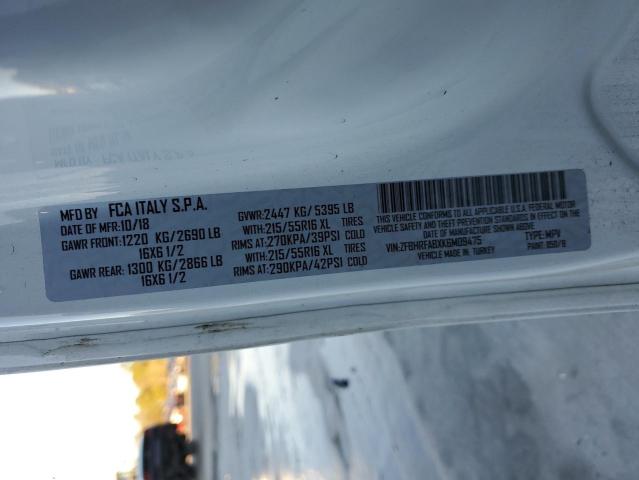 MFD BY FCA ITALY S.P.A.
DATE OF MFR:10/18 GVWR:2447 KG/ 5395 LB
GAWR FRONT:1220 KG/2690 LB WITH:215/55R16 XL TIRES
16X6 1/2 RIMS AT:270KPA/39PSI COLD
GAWR REAR: 1300 KG/2866 LB WITH:215/55R16 XL TIRES
16X6 1/2 RIMS AT:290KPA/42PSI COLD
THIS VEHICLE CONFORMS TO ALL APPLICABLE U.S.A. FEDERAL MOTOR
VEHICLE SAFETY AND THEFT PREVENTION STANDARDS IN EFFECT ON THE
DATE OF MANUFACTURE SHOWN ABOVE.
VIN:ZFBHRFABXK6M09475 TYPE:MPV
VEHICLE MADE IN: TURKEY